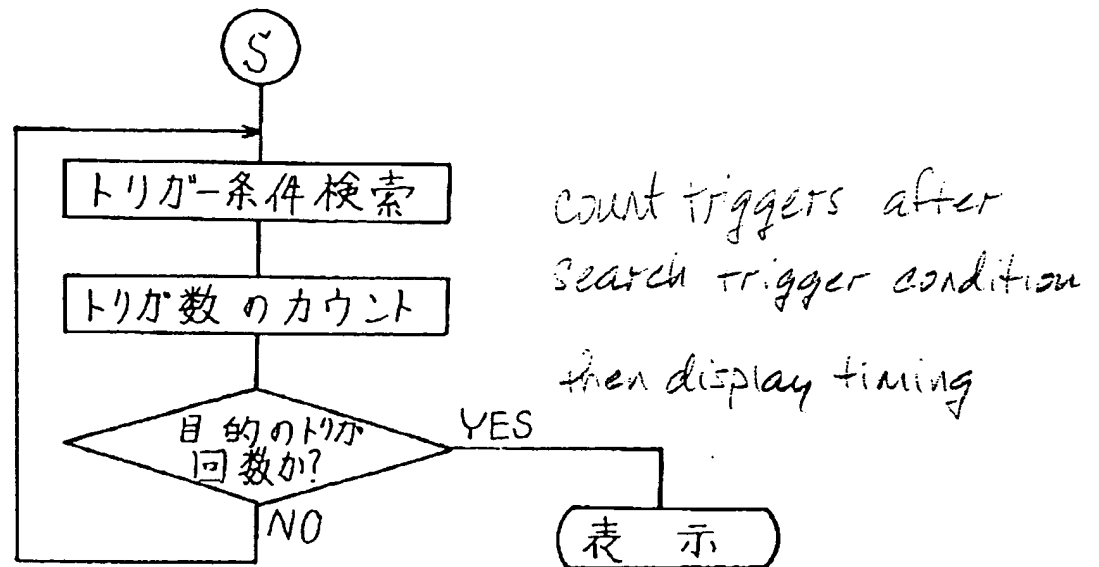 S
トリガー条件検索
count triggers after
search trigger condition
トリガ数のカウント
then display timing
目的のトリガ
回数か?
YES
NO
表 示